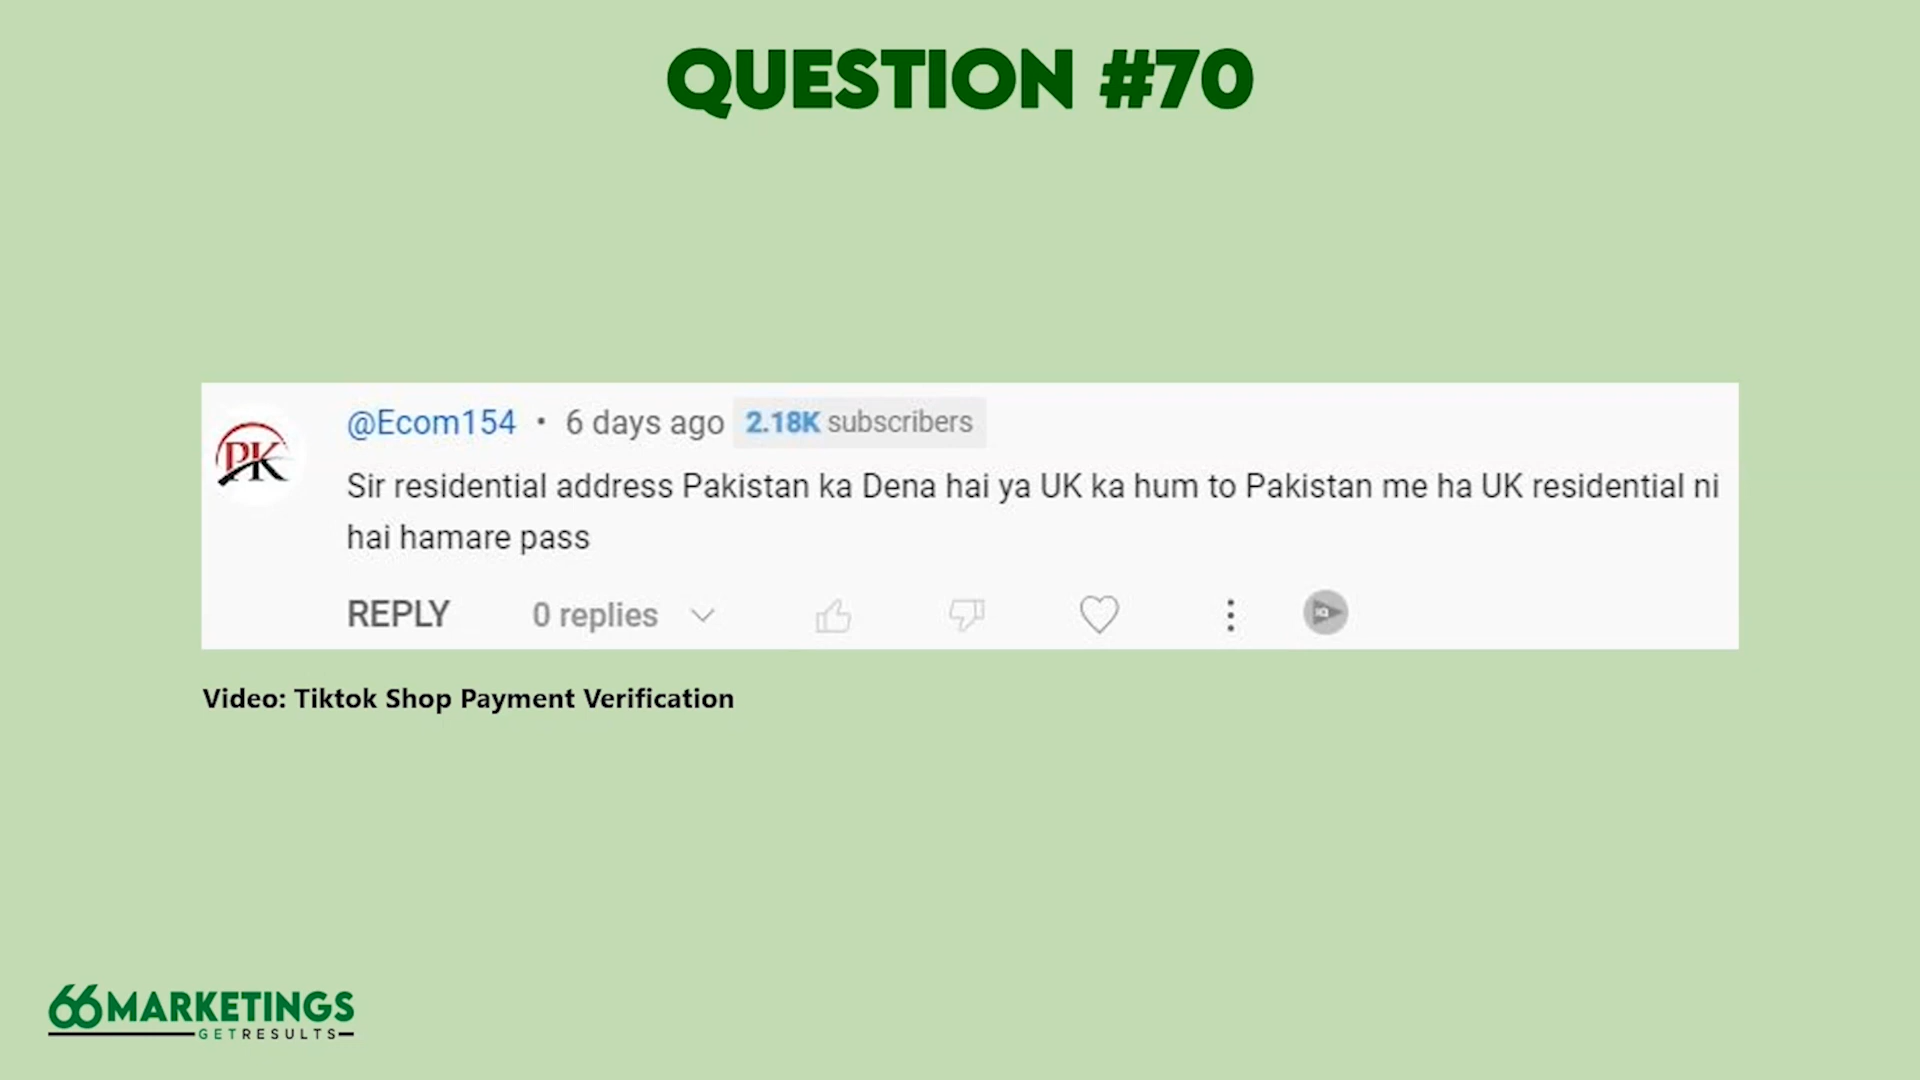 QUESTION #70
PK
@Ecom154 • 6 days ago 2.18K subscribers
Sir residential address Pakistan ka Dena hai ya UK ka hum to Pakistan me ha UK residential ni
hai hamare pass
REPLY 0 replies
IQ
Video: Tiktok Shop Payment Verification
66MARKETINGS
GETRESULTS